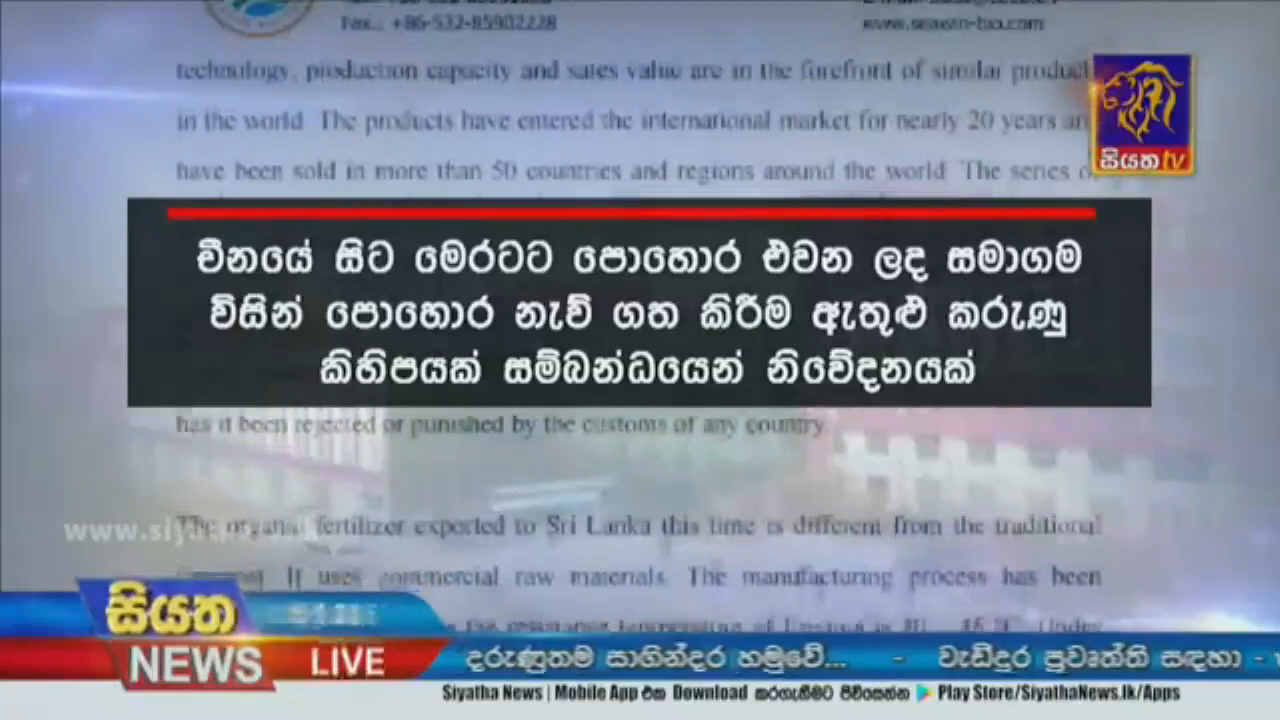 Fax.: +86-532-85902228
www.seawin-bio.com
technology, production capacity and sales value are in the forefront of similar
in the world. The products have entered the international market for nearly 20 years
have been sold in more than 50 countries and regions around the world. The series
සියත tv
චීනයේ සිට මෙරටට පොහොර එවන ලද සමාගම
විසින් පොහොර නැව් ගත කිරීම ඇතුළු කරුණු
කිහිපයක් සම්බන්ධයෙන් නිවේදනයක්
has it been rejected or punished by the customs of any country.
The organic fertilizer exported to Sri Lanka this time is different from the traditional
It uses commercial raw materials. The manufacturing process has been
සියත
NEWS LIVE
දරුණුතම සාගින්දර හමුවේ... - වැඩිදුර ප්‍රවෘත්ති සඳහා -
Siyatha News | Mobile App එක Download කරගැනීමට පිවිසෙන්න Play Store/SiyathaNews.lk/Apps